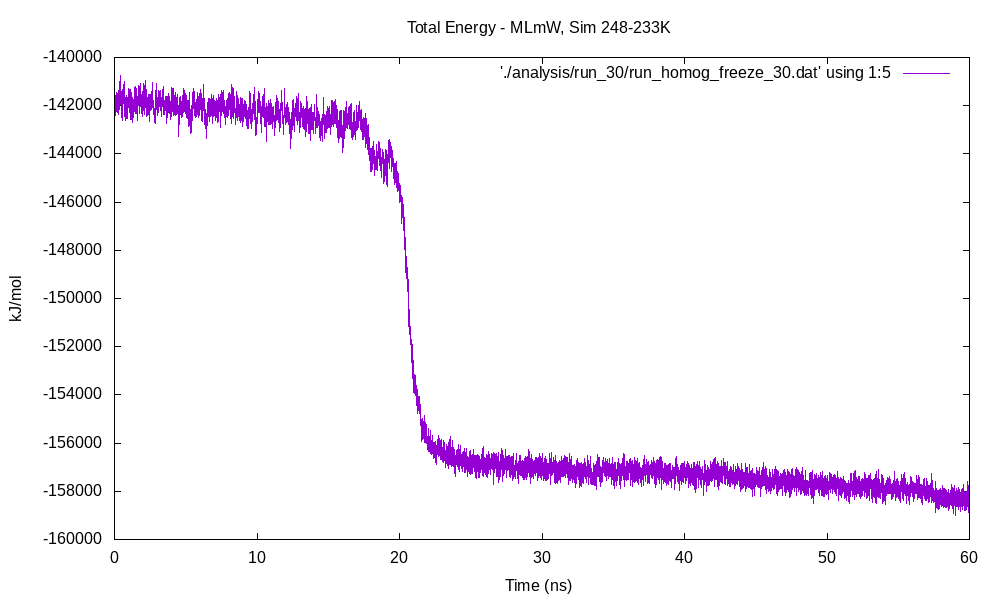 Total Energy - MLmW, Sim 248-233K
'./analysis/run_30/run_homog_freeze_30.dat' using 1:5
-140000
-142000
-144000
-146000
-148000
-150000
-152000
-154000
-156000
-158000
-160000
kJ/mol
0 10 20 30 40 50 60
Time (ns)